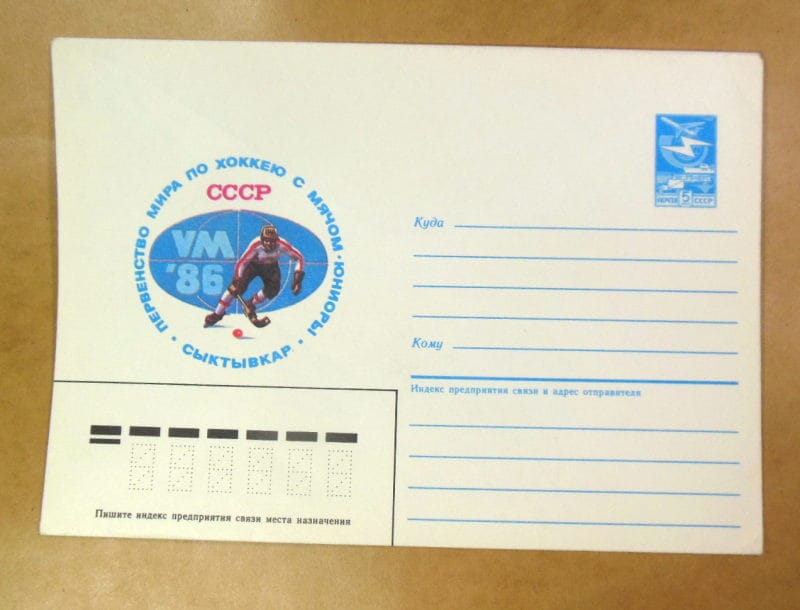 ПЕРВЕНСТВО МИРА ПО ХОККЕЮ С МЯЧОМ · ЮНИОРЫ
· СЫКТЫВКАР ·
СССР
VM
'86
ПОЧТА 5 СССР
Куда
Кому
Индекс предприятия связи и адрес отправителя
Пишите индекс предприятия связи места назначения